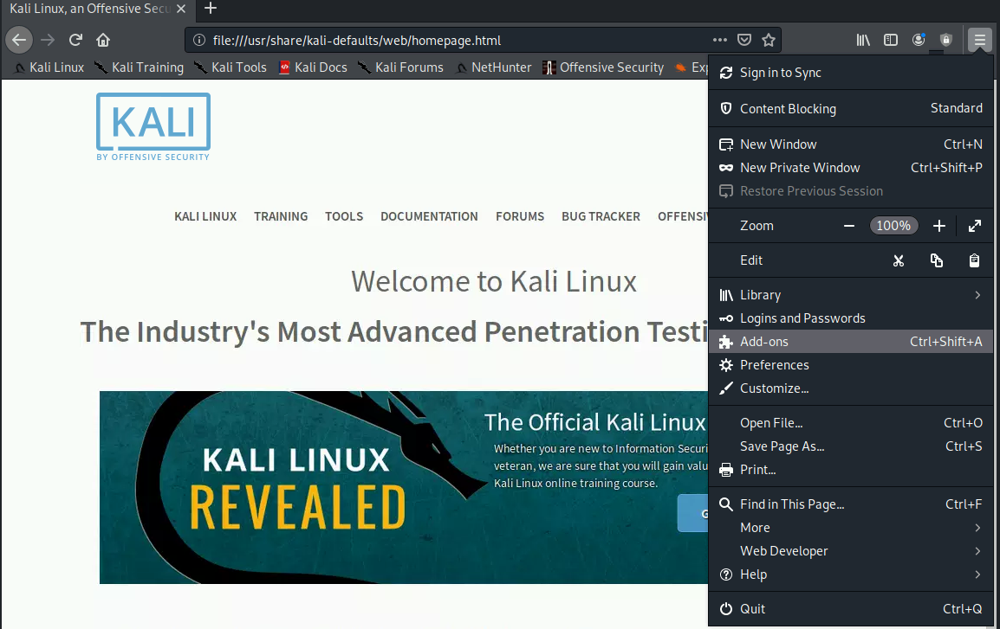 Kali Linux, an Offensive Secu
file:///usr/share/kali-defaults/web/homepage.html
Kali Linux Kali Training Kali Tools Kali Docs Kali Forums NetHunter Offensive Security Exp
KALI
BY OFFENSIVE SECURITY
KALI LINUX TRAINING TOOLS DOCUMENTATION FORUMS BUG TRACKER OFFENSIV
Welcome to Kali Linux
The Industry's Most Advanced Penetration Testi
KALI LINUX
REVEALED
The Official Kali Linux
Whether you are new to Information Securi
veteran, we are sure that you will gain valu
Kali Linux online training course.
G
Sign in to Sync
Content Blocking Standard
New Window Ctrl+N
New Private Window Ctrl+Shift+P
Restore Previous Session
Zoom 100%
Edit
Library
Logins and Passwords
Add-ons Ctrl+Shift+A
Preferences
Customize...
Open File... Ctrl+O
Save Page As... Ctrl+S
Print...
Find in This Page... Ctrl+F
More
Web Developer
Help
Quit Ctrl+Q